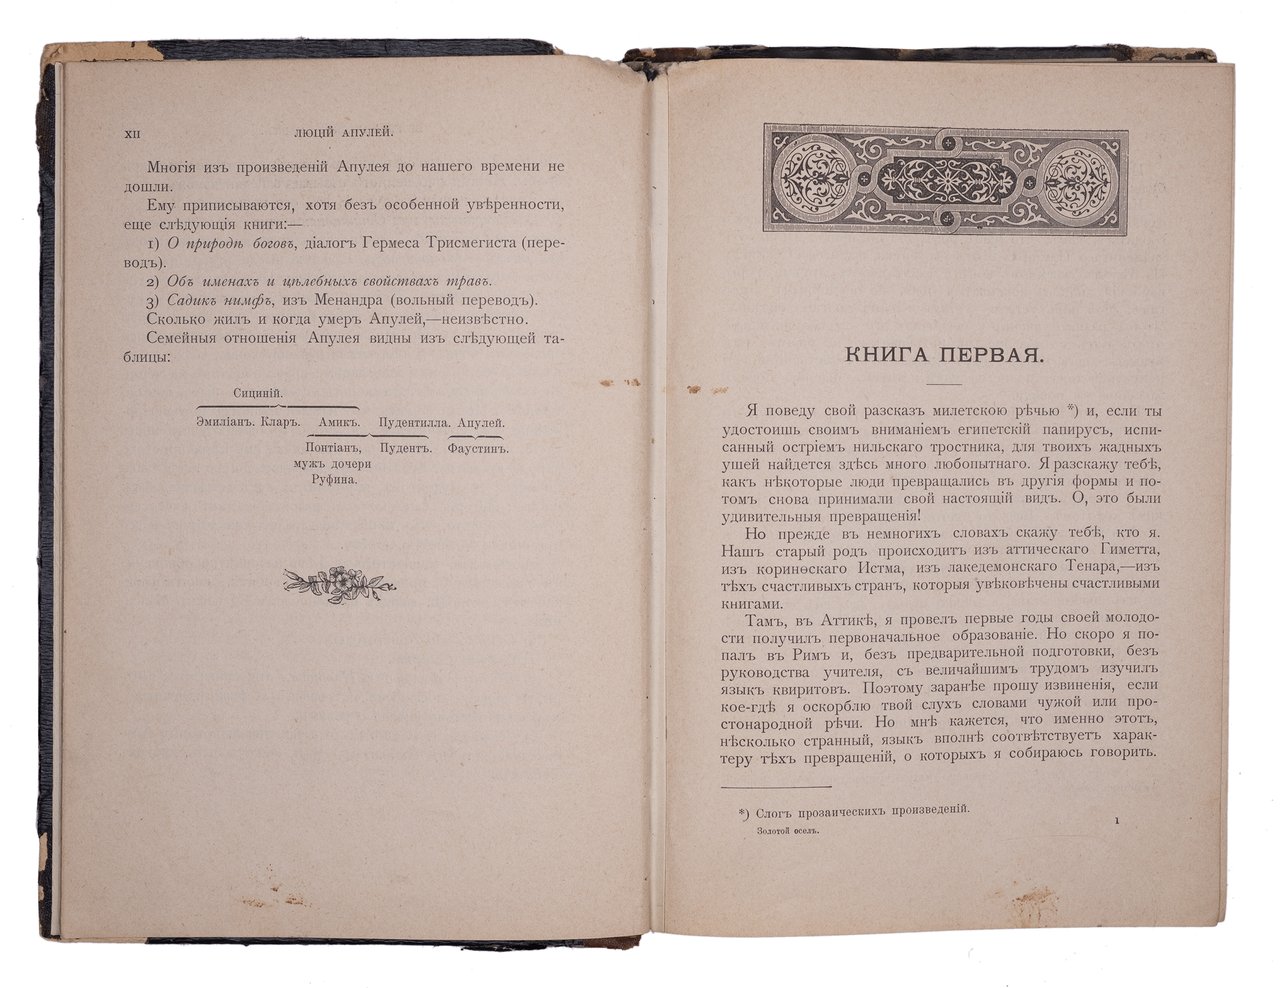 XII
ЛЮЦІЙ АПУЛЕЙ.
Многія изъ произведеній Апулея до нашего времени не
дошли.
Ему приписываются, хотя безъ особенной увѣренности,
еще слѣдующія книги:—
1) О природѣ боговъ, діалогъ Гермеса Трисмегиста (пере-
водъ).
2) Объ именахъ и цѣлебныхъ свойствахъ травъ.
3) Садикъ нимфъ, изъ Менандра (вольный переводъ).
Сколько жилъ и когда умеръ Апулей,—неизвѣстно.
Семейныя отношенія Апулея видны изъ слѣдующей та-
блицы:
Сициній.
Эмиліанъ. Кларъ. Амикъ. Пудентилла. Апулей.
Понтіанъ, Пудентъ. Фаустинъ.
мужъ дочери
Руфина.
КНИГА ПЕРВАЯ.
Я поведу свой разсказъ милетскою рѣчью *) и, если ты
удостоишь своимъ вниманіемъ египетскій папирусъ, испи-
санный остріемъ нильскаго тростника, для твоихъ жадныхъ
ушей найдется здѣсь много любопытнаго. Я разскажу тебѣ,
какъ нѣкоторые люди превращались въ другія формы и по-
томъ снова принимали свой настоящій видъ. О, это были
удивительныя превращенія!
Но прежде въ немногихъ словахъ скажу тебѣ, кто я.
Нашъ старый родъ происходитъ изъ аттическаго Гиметта,
изъ коринѳскаго Истма, изъ лакедемонскаго Тенара,—изъ
тѣхъ счастливыхъ странъ, которыя увѣковѣчены счастливыми
книгами.
Тамъ, въ Аттикѣ, я провелъ первые годы своей молодо-
сти получилъ первоначальное образованіе. Но скоро я по-
палъ въ Римъ и, безъ предварительной подготовки, безъ
руководства учителя, съ величайшимъ трудомъ изучилъ
языкъ квиритовъ. Поэтому заранѣе прошу извиненія, если
кое-гдѣ я оскорблю твой слухъ словами чужой или про-
стонародной рѣчи. Но мнѣ кажется, что именно этотъ,
нѣсколько странный, языкъ вполнѣ соотвѣтствуетъ харак-
теру тѣхъ превращеній, о которыхъ я собираюсь говорить.
*) Слогъ прозаическихъ произведеній.
Золотой оселъ.
1